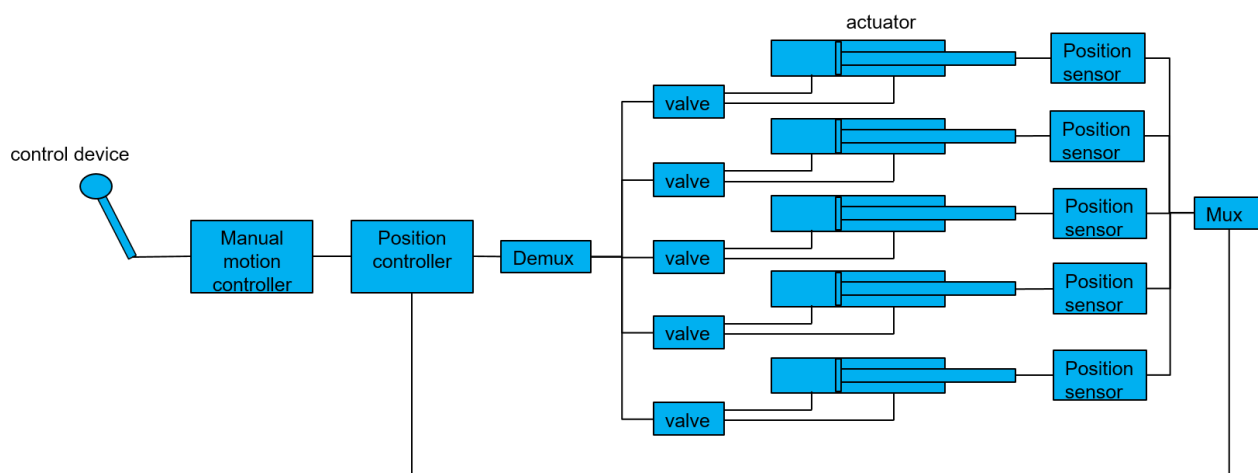 actuator
Position
sensor
valve
Position
sensor
valve
control device
Position
sensor
Mux
Manual
motion
controller
Position
controller
Demux
valve
Position
sensor
valve
Position
sensor
valve